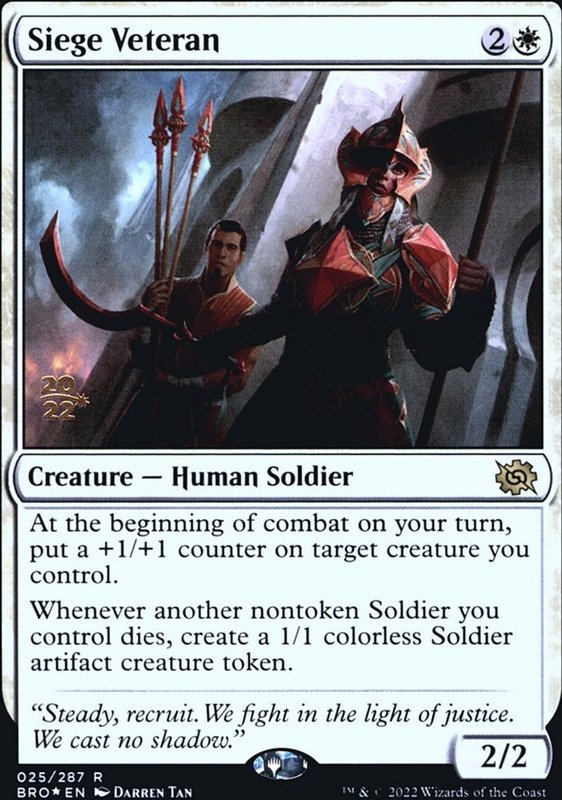 Siege Veteran 2
20
22
Creature — Human Soldier
At the beginning of combat on your turn,
put a +1/+1 counter on target creature you
control.
Whenever another nontoken Soldier you
control dies, create a 1/1 colorless Soldier
artifact creature token.
“Steady, recruit. We fight in the light of justice.
We cast no shadow.”
2/2
025/287 R
BRO★EN Darren Tan ™ & © 2022 Wizards of the Coast